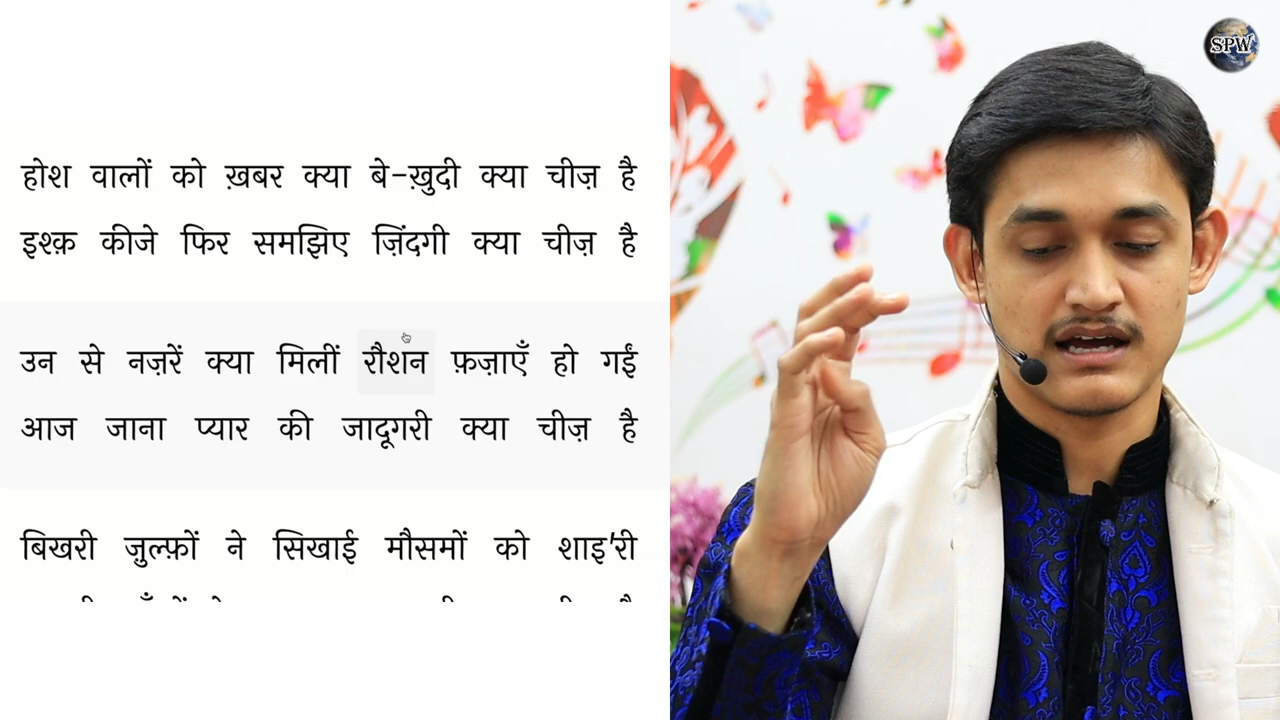 होश वालों को ख़बर क्या बे-ख़ुदी क्या चीज़ है
इश्क़ कीजे फिर समझिए ज़िंदगी क्या चीज़ है
उन से नज़रें क्या मिलीं रौशन फ़ज़ाएँ हो गईं
आज जाना प्यार की जादूगरी क्या चीज़ है
बिखरी ज़ुल्फ़ों ने सिखाई मौसमों को शाइ'री
SPW